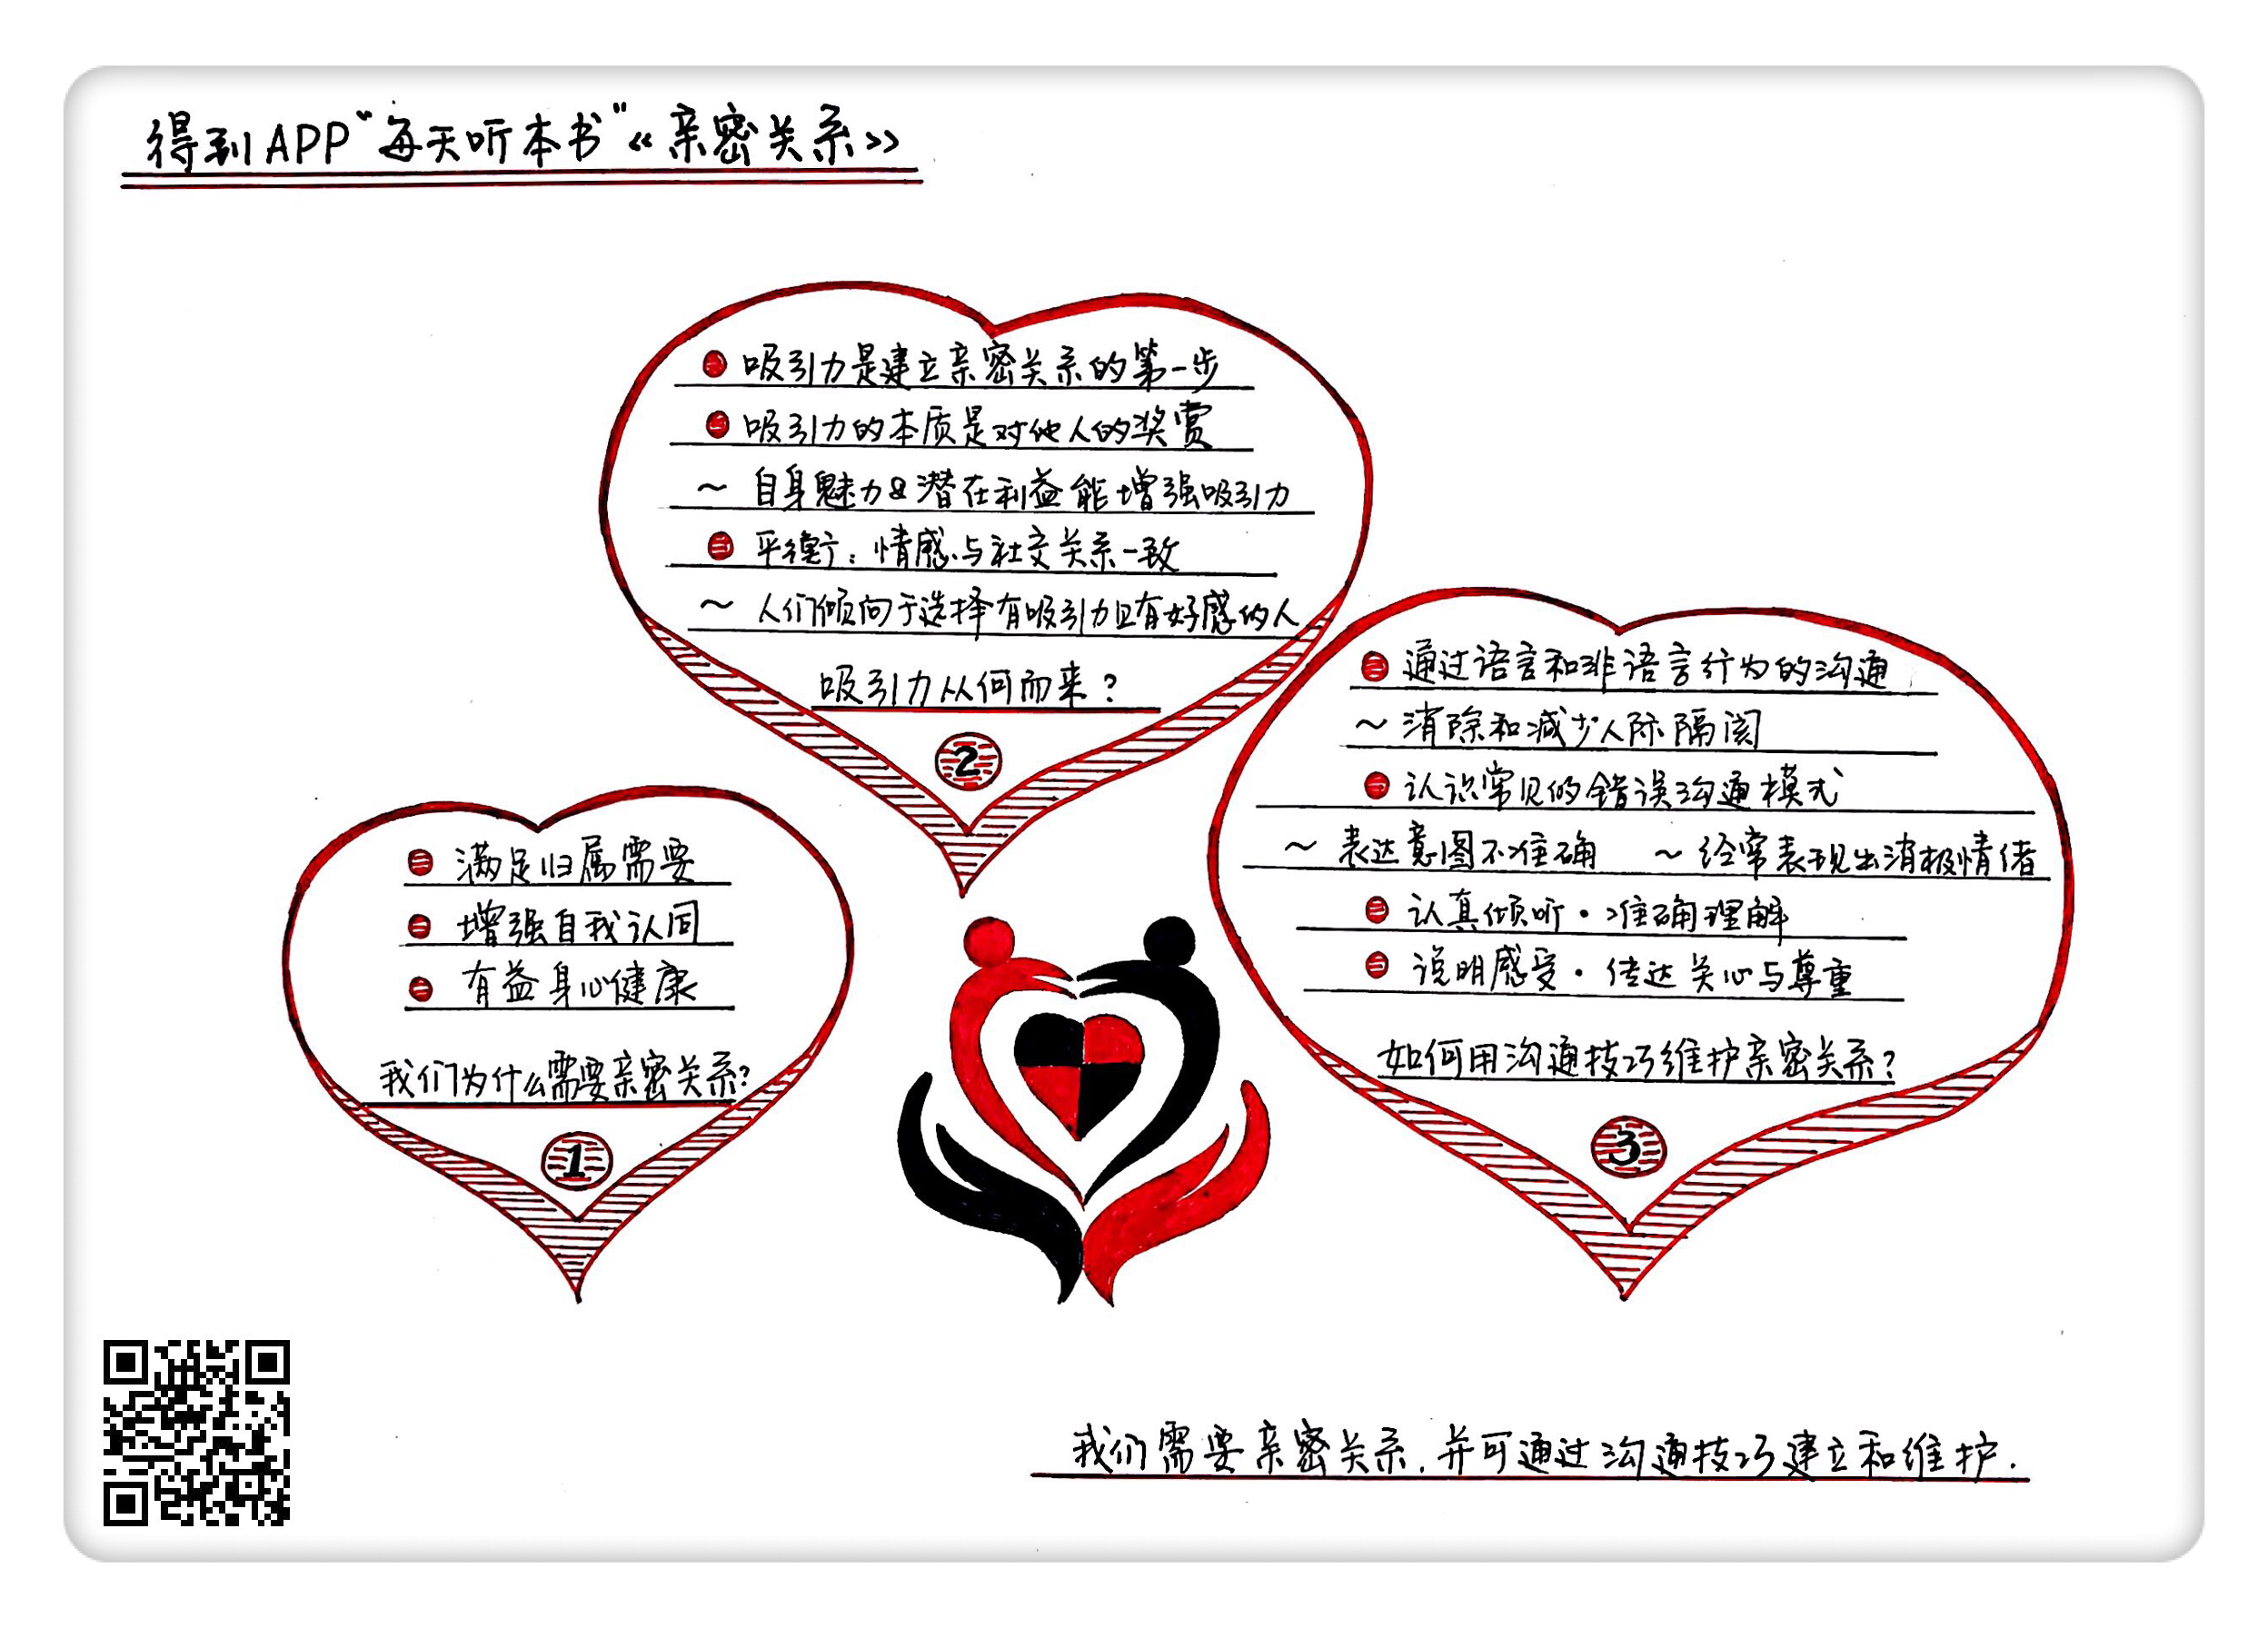 得到APP"每天听本书"《亲密关系》
吸引力是建立亲密关系的第一步
吸引力的本质是对他人的奖赏
～ 自身魅力&潜在利益能增强吸引力
平衡：情感与社交关系一致
～ 人们倾向于选择有吸引力且有好感的人
吸引力从何而来？
2
满足归属需要
增强自我认同
有益身心健康
我们为什么需要亲密关系？
1
通过语言和非语言行为的沟通
～消除和减少人际隔阂
认识常见的错误沟通模式
～ 表达意图不准确 ～ 经常表现出消极情绪
认真倾听·准确理解
说明感受·传达关心与尊重
如何用沟通技巧维护亲密关系？
3
我们需要亲密关系，并可通过沟通技巧建立和维护.